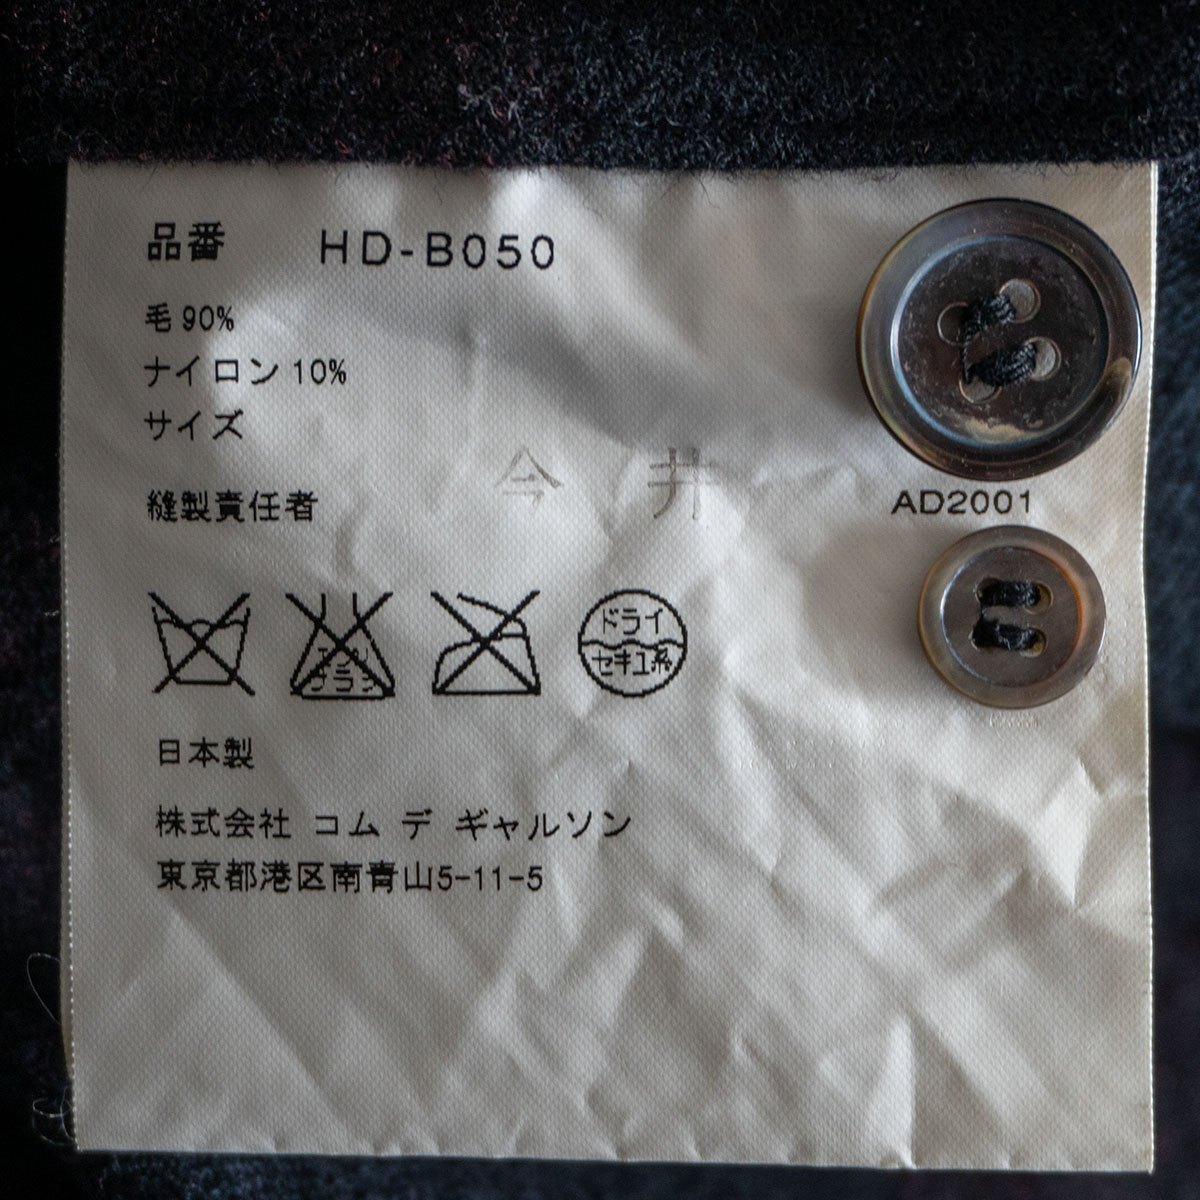 品番 HD-B050
毛 90%
ナイロン 10%
サイズ
縫製責任者 今井
AD2001
ドライ
セキユ系
日本製
株式会社 コム デ ギャルソン
東京都港区南青山5-11-5